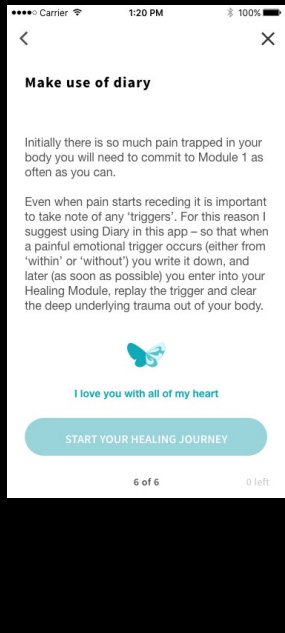 Carrier 1:20 PM 100%
Make use of diary
Initially there is so much pain trapped in your
body you will need to commit to Module 1 as
often as you can.
Even when pain starts receding it is important
to take note of any ‘triggers’. For this reason I
suggest using Diary in this app – so that when
a painful emotional trigger occurs (either from
‘within’ or ‘without’) you write it down, and
later (as soon as possible) you enter into your
Healing Module, replay the trigger and clear
the deep underlying trauma out of your body.
I love you with all of my heart
START YOUR HEALING JOURNEY
6 of 6 0 left